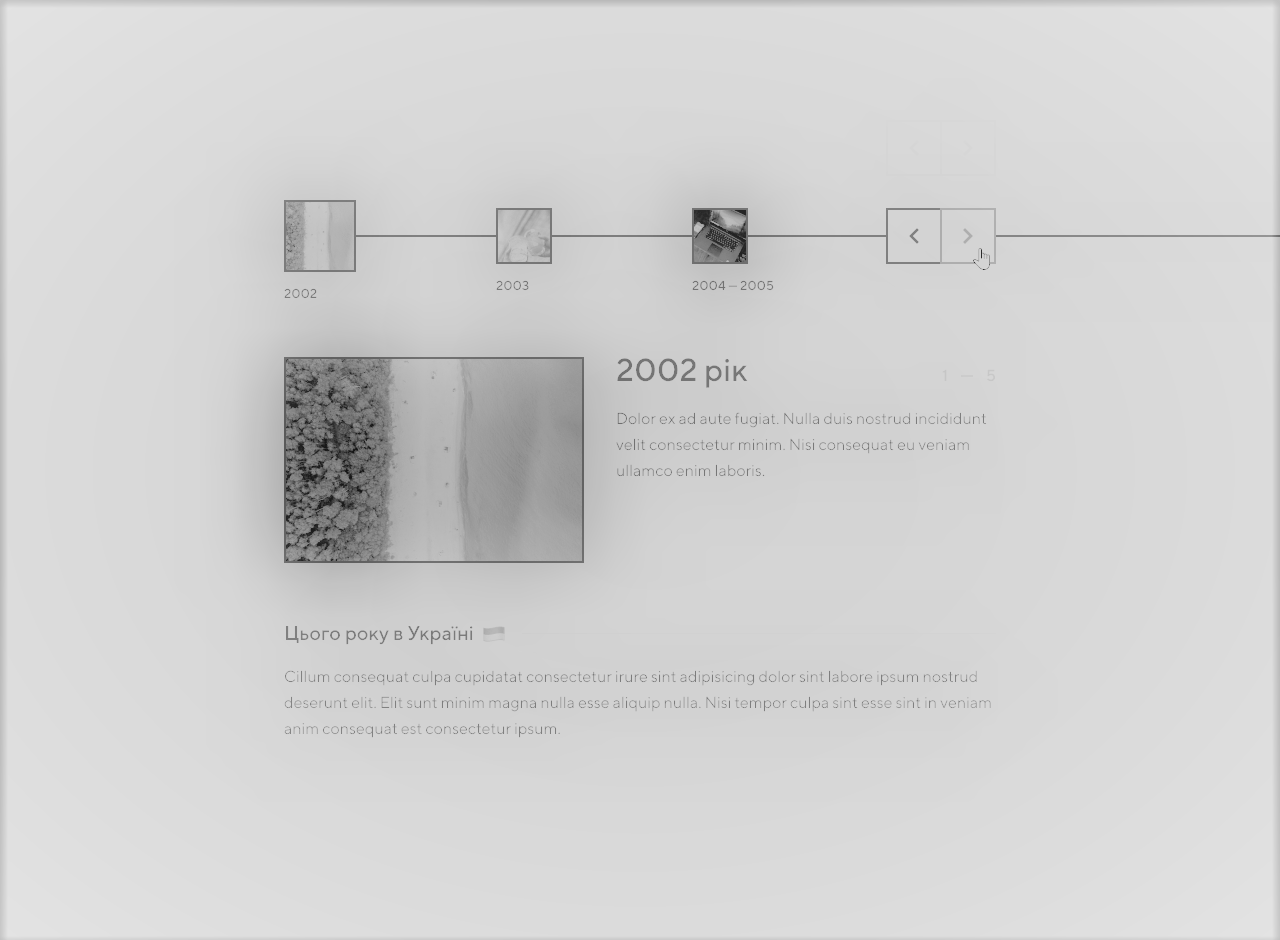 2002
2003
2004 — 2005
2002 рік
1 — 5
Dolor ex ad aute fugiat. Nulla duis nostrud incididunt
velit consectetur minim. Nisi consequat eu veniam
ullamco enim laboris.
Цього року в Україні
Cillum consequat culpa cupidatat consectetur irure sint adipisicing dolor sint labore ipsum nostrud
deserunt elit. Elit sunt minim magna nulla esse aliquip nulla. Nisi tempor culpa sint esse sint in veniam
anim consequat est consectetur ipsum.